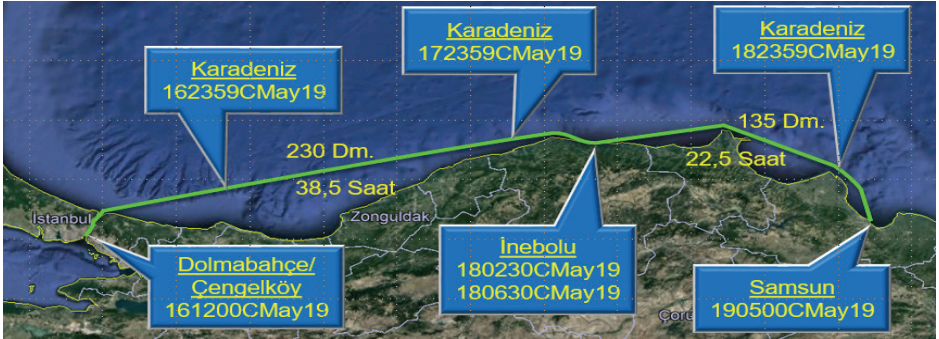 Karadeniz
172359CMay19
Karadeniz
182359CMay19
Karadeniz
162359CMay19
135 Dm.
22,5 Saat
230 Dm.
38,5 Saat
İstanbul
Zonguldak
Dolmabahçe/
Çengelköy
161200CMay19
İnebolu
180230CMay19
180630CMay19
Samsun
190500CMay19
Çoru